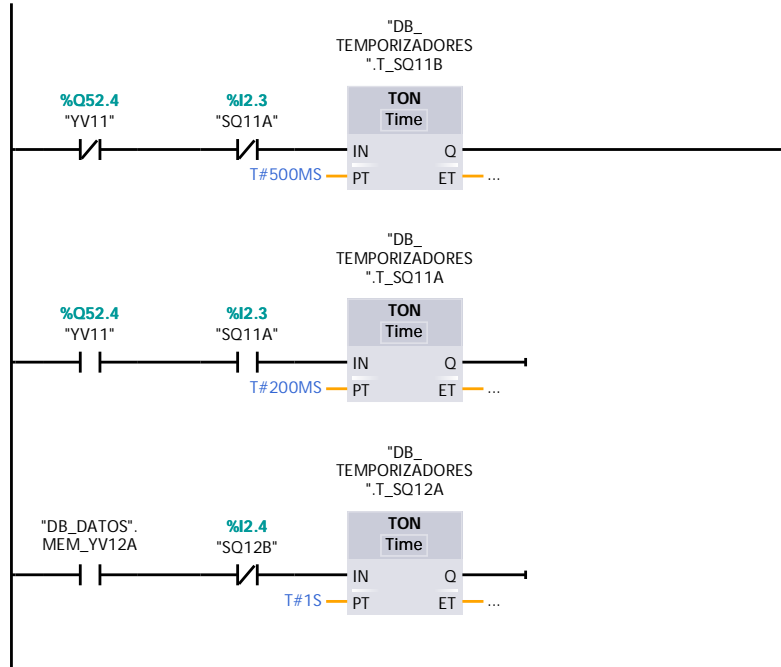 "DB_
TEMPORIZADORES
".T_SQ11B
%Q52.4
%I2.3
TON
"YV11"
"SQ11A"
Time
IN
Q
T#500MS
PT
ET
...
"DB_
TEMPORIZADORES
".T_SQ11A
%Q52.4
%I2.3
TON
"YV11"
"SQ11A"
Time
IN
Q
T#200MS
PT
ET
...
"DB_
TEMPORIZADORES
".T_SQ12A
"DB_DATOS".
MEM_YV12A
%I2.4
"SQ12B"
TON
Time
IN
Q
T#1S
PT
ET
...